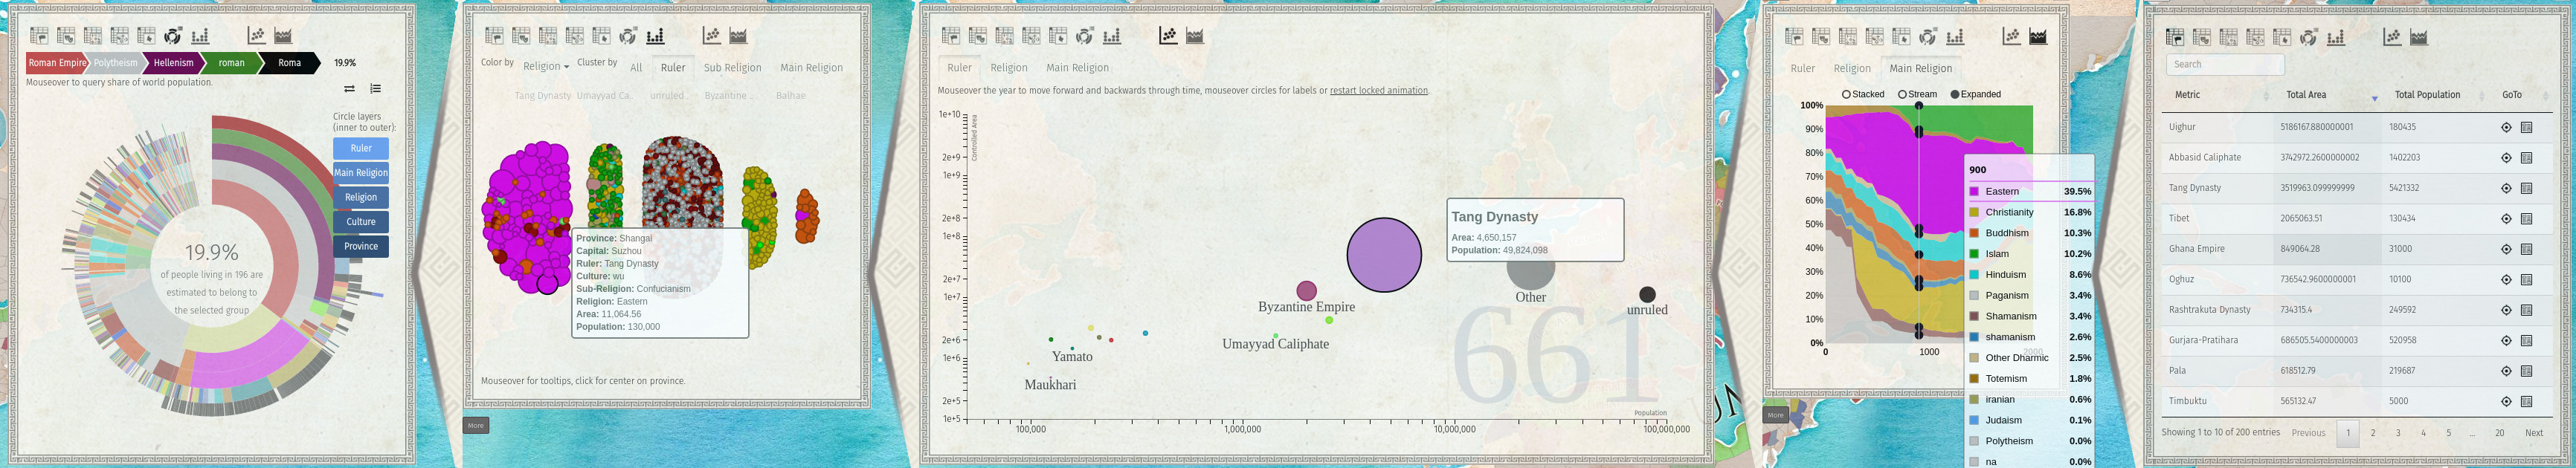 Roman Empire Polytheism Hellenism roman Roma 19.9%
Mouseover to query share of world population.
Circle layers
(inner to outer):
Ruler
Main Religion
Religion
Culture
Province
19.9%
of people living in 196 are
estimated to belong to
the selected group
Color by Religion Cluster by All Ruler Sub Religion Main Religion
Tang Dynasty Umayyad Ca... unruled... Byzantine ... Balhae
Province: Shangai
Capital: Suzhou
Ruler: Tang Dynasty
Culture: wu
Sub-Religion: Confucianism
Religion: Eastern
Area: 11,064.56
Population: 130,000
Mouseover for tooltips, click for center on province.
More
Ruler Religion Main Religion
Mouseover the year to move forward and backwards through time, mouseover circles for labels or restart locked animation.
Controlled Area
1e+10
2e+9
1e+9
2e+8
1e+8
2e+7
1e+7
2e+6
1e+6
2e+5
1e+5
Tang Dynasty
Area: 4,650,157
Population: 49,824,098
Byzantine Empire
Other
unruled
Umayyad Caliphate
Yamato
Maukhari
661
Population
100,000 1,000,000 10,000,000 100,000,000
Ruler Religion Main Religion
Stacked Stream Expanded
100%
90%
80%
70%
60%
50%
40%
30%
20%
10%
0%
0 1000 2000
900
Eastern 39.5%
Christianity 16.8%
Buddhism 10.3%
Islam 10.2%
Hinduism 8.6%
Paganism 3.4%
Shamanism 3.4%
shamanism 2.6%
Other Dharmic 2.5%
Totemism 1.8%
iranian 0.6%
Judaism 0.1%
Polytheism 0.0%
na 0.0%
More
Search
Metric Total Area Total Population GoTo
Uighur 5186167.880000001 180435
Abbasid Caliphate 3742972.2600000002 1402203
Tang Dynasty 3519963.099999999 5421332
Tibet 2065063.51 130434
Ghana Empire 849064.28 31000
Oghuz 736542.9600000001 10100
Rashtrakuta Dynasty 734315.4 249592
Gurjara-Pratihara 686505.5400000003 520958
Pala 618512.79 219687
Timbuktu 565132.47 5000
Showing 1 to 10 of 200 entries Previous 1 2 3 4 5 ... 20 Next